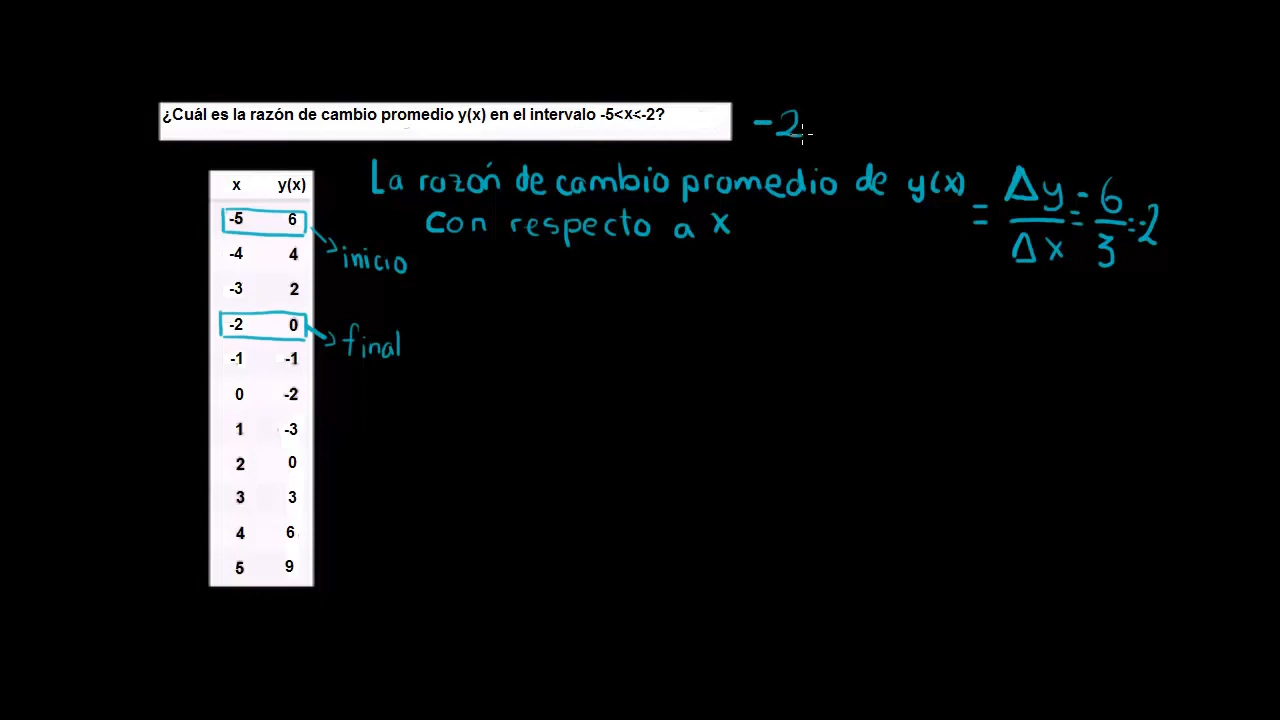 ¿Cuál es la razón de cambio promedio y(x) en el intervalo -5<x<-2?
-2
La razón de cambio promedio de y(x)
con respecto a x
= Δy/Δx = -6/3 = -2
x y(x)
-5 6
inicio
-4 4
-3 2
-2 0
final
-1 -1
0 -2
1 -3
2 0
3 3
4 6
5 9